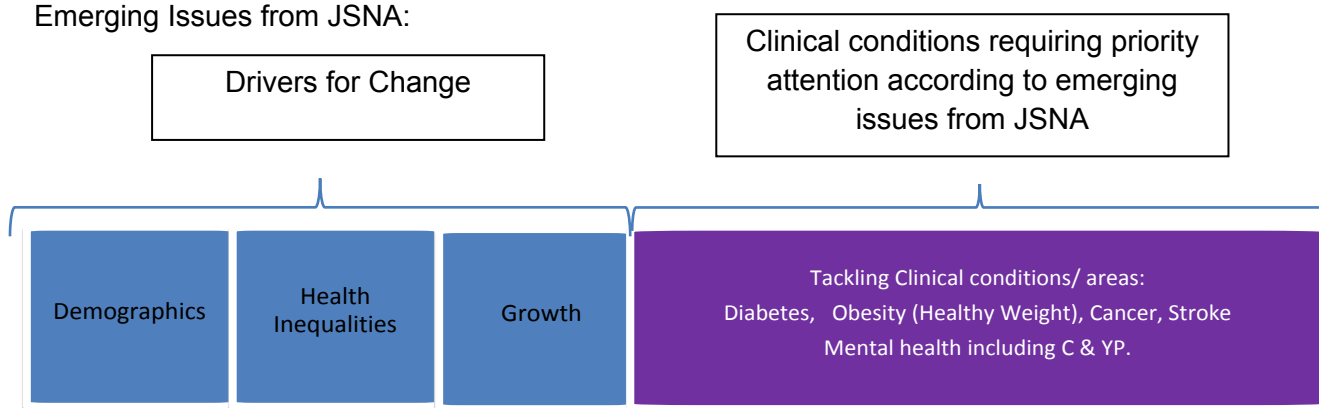 Emerging Issues from JSNA:
Drivers for Change
Clinical conditions requiring priority
attention according to emerging
issues from JSNA
Demographics
Health
Inequalities
Growth
Tackling Clinical conditions/ areas:
Diabetes, Obesity (Healthy Weight), Cancer, Stroke
Mental health including C & YP.